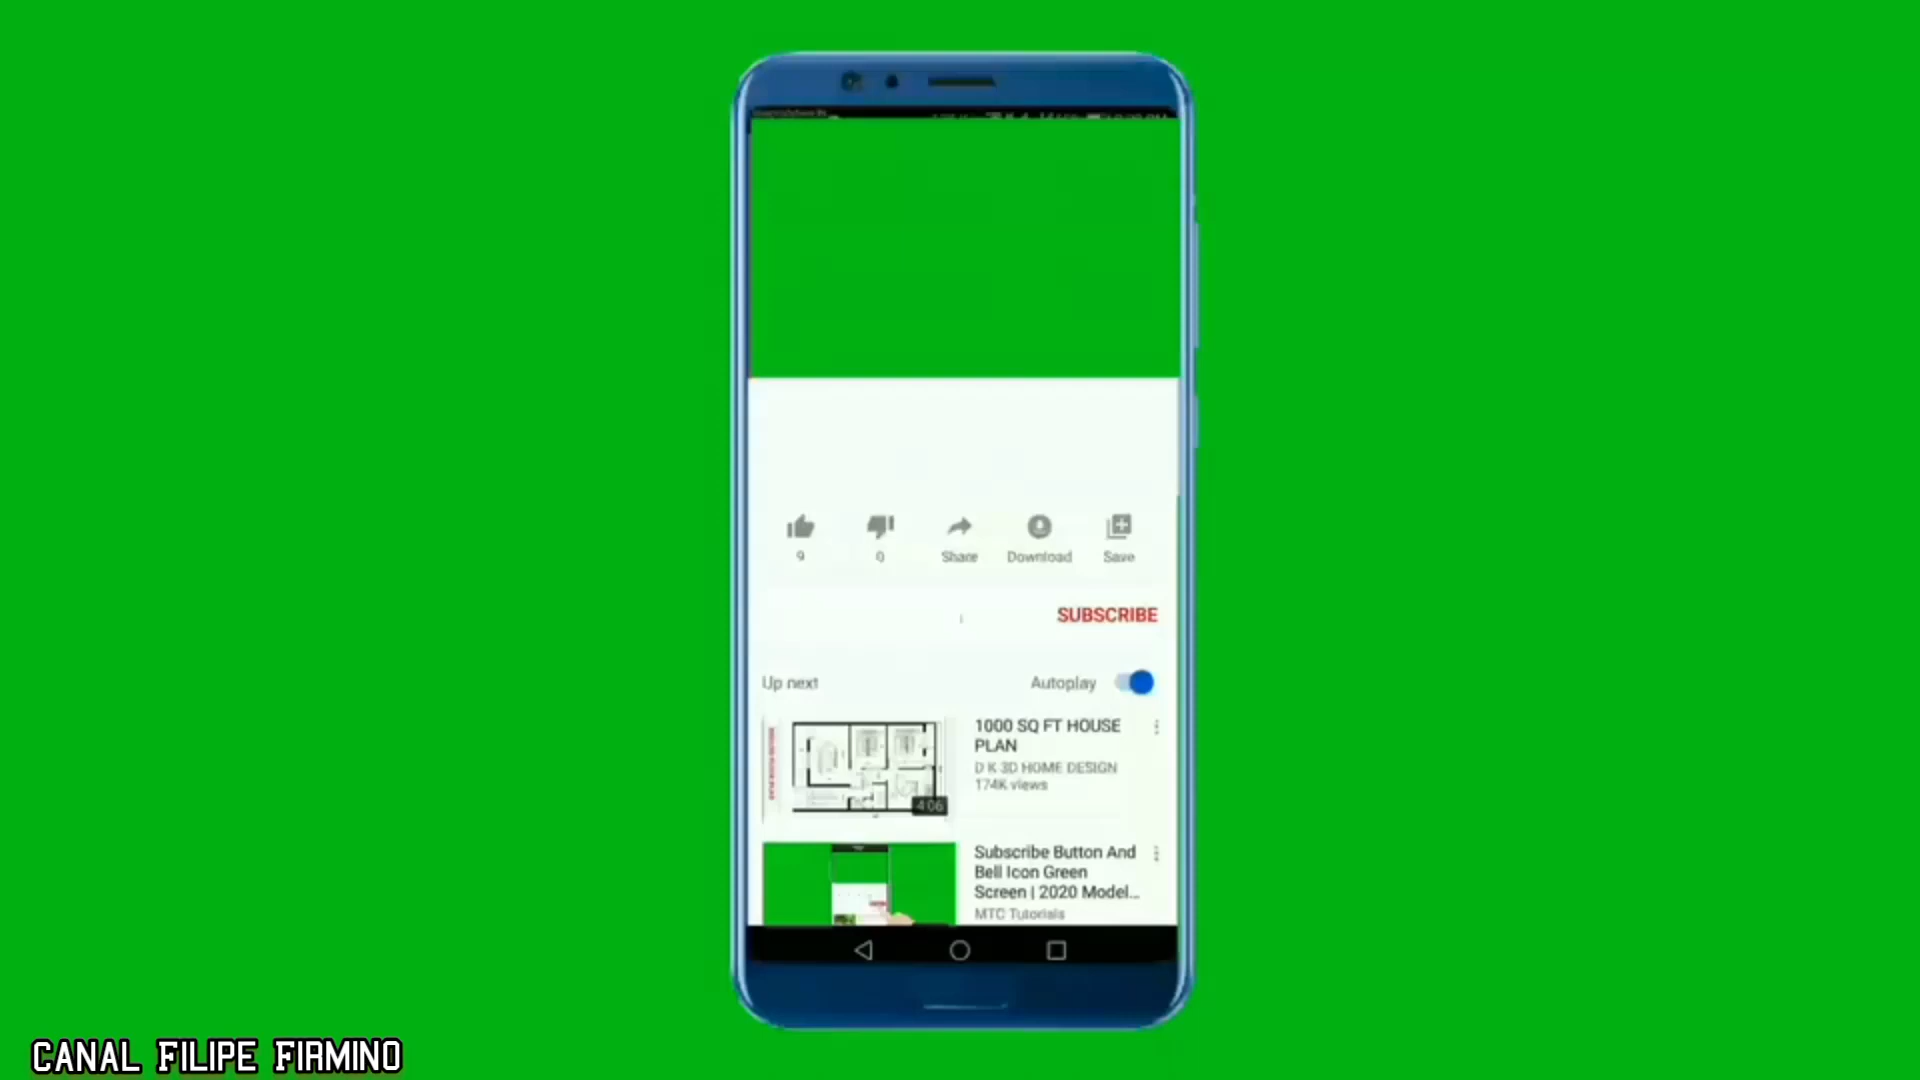 9
0
Share
Download
Save
SUBSCRIBE
Up next
Autoplay
1000 SQ FT HOUSE
PLAN
D K 3D HOME DESIGN
174K views
4:06
Subscribe Button And
Bell Icon Green
Screen | 2020 Model...
MTC Tutorials
CANAL FILIPE FIRMINO